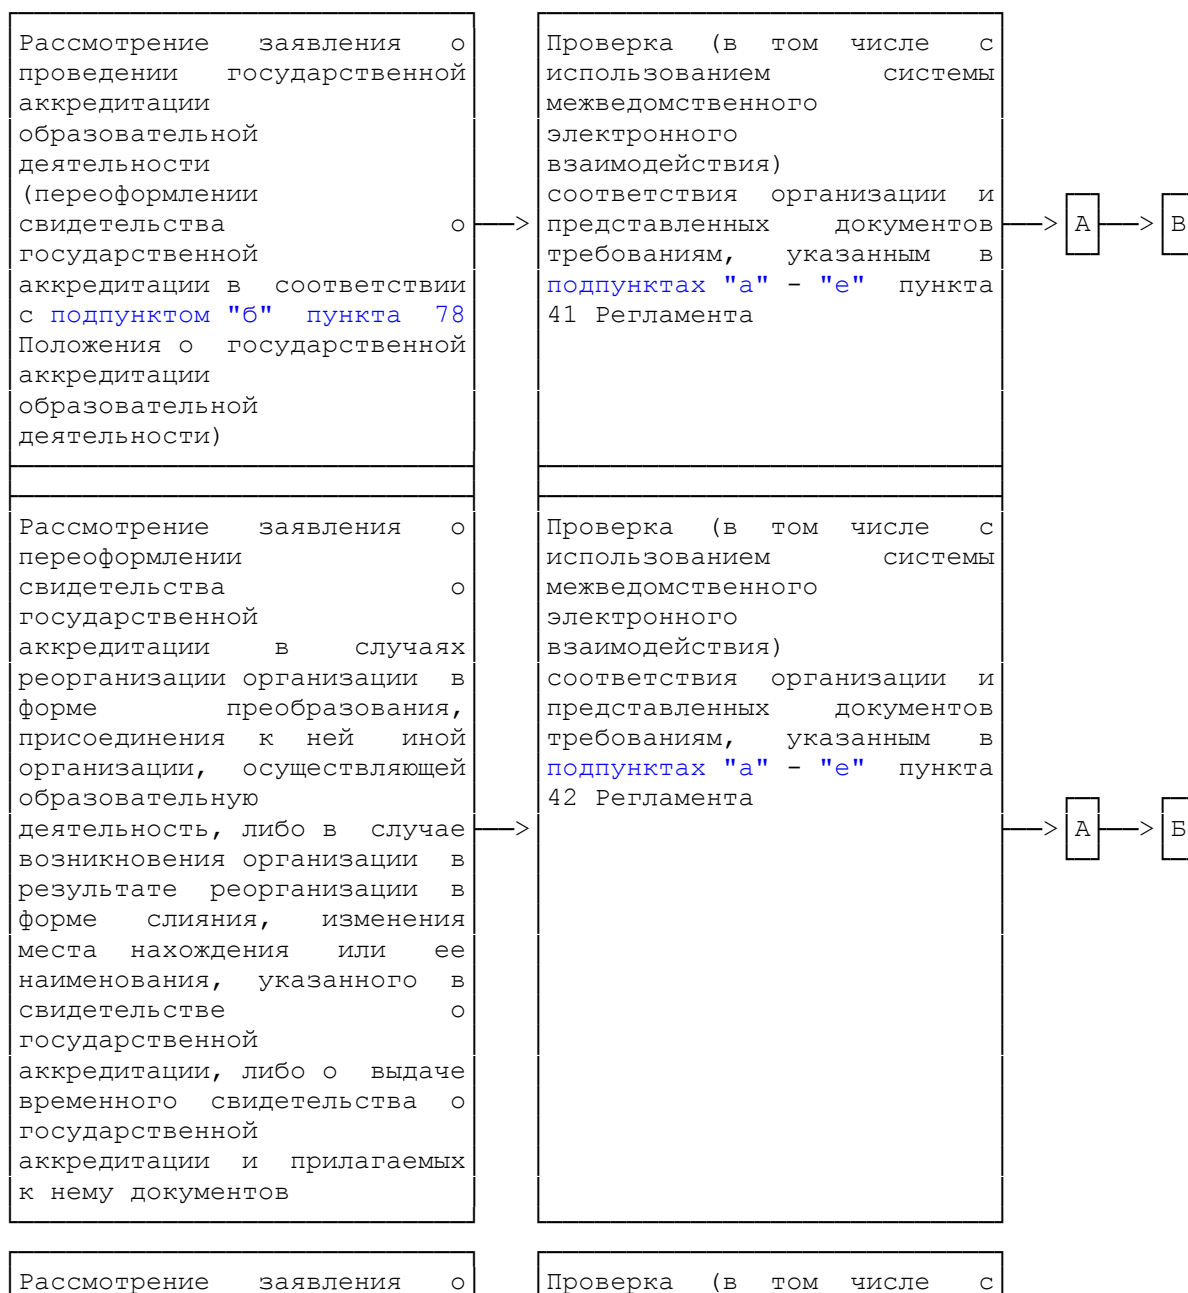 Рассмотрение заявления о
проведении государственной
аккредитации
образовательной
деятельности
(переоформлении
свидетельства о
государственной
аккредитации в соответствии
с подпунктом "б" пункта 78
Положения о государственной
аккредитации
образовательной
деятельности)
Проверка (в том числе с
использованием системы
межведомственного
электронного
взаимодействия)
соответствия организации и
представленных документов
требованиям, указанным в
подпунктах "а" - "е" пункта
41 Регламента
А
В
Рассмотрение заявления о
переоформлении
свидетельства о
государственной
аккредитации в случаях
реорганизации организации в
форме преобразования,
присоединения к ней иной
организации, осуществляющей
образовательную
деятельность, либо в случае
возникновения организации в
результате реорганизации в
форме слияния, изменения
места нахождения или ее
наименования, указанного в
свидетельстве о
государственной
аккредитации, либо о выдаче
временного свидетельства о
государственной
аккредитации и прилагаемых
к нему документов
Проверка (в том числе с
использованием системы
межведомственного
электронного
взаимодействия)
соответствия организации и
представленных документов
требованиям, указанным в
подпунктах "а" - "е" пункта
42 Регламента
А
Б
Рассмотрение заявления о
Проверка (в том числе с